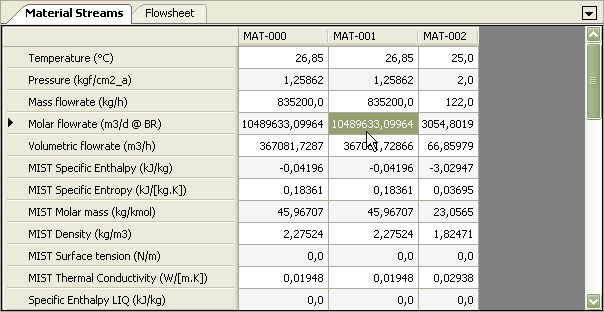 Material Streams Flowsheet
MAT-000 MAT-001 MAT-002
Temperature (°C) 26,85 26,85 25,0
Pressure (kgf/cm2_a) 1,25862 1,25862 2,0
Mass flowrate (kg/h) 835200,0 835200,0 122,0
Molar flowrate (m3/d @ BR) 10489633,09964 10489633,09964 3054,8019
Volumetric flowrate (m3/h) 367081,7287 367081,72866 66,85979
MIST Specific Enthalpy (kJ/kg) -0,04196 -0,04196 -3,02947
MIST Specific Entropy (kJ/[kg.K]) 0,18361 0,18361 0,03695
MIST Molar mass (kg/kmol) 45,96707 45,96707 23,0565
MIST Density (kg/m3) 2,27524 2,27524 1,82471
MIST Surface tension (N/m) 0,0 0,0 0,0
MIST Thermal Conductivity (W/[m.K]) 0,01948 0,01948 0,02938
Specific Enthalpy LIQ (kJ/kg) 0,0 0,0 0,0